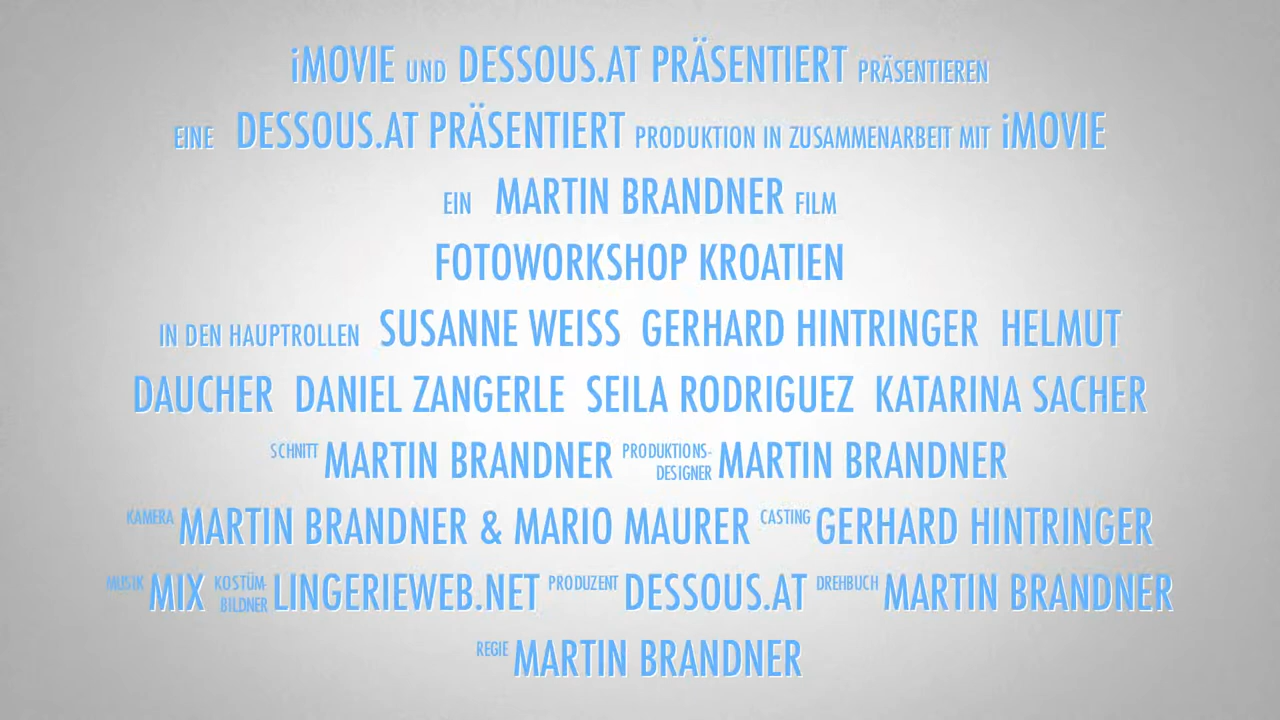 iMOVIE UND DESSOUS.AT PRÄSENTIERT PRÄSENTIEREN
EINE DESSOUS.AT PRÄSENTIERT PRODUKTION IN ZUSAMMENARBEIT MIT iMOVIE
EIN MARTIN BRANDNER FILM
FOTOWORKSHOP KROATIEN
IN DEN HAUPTROLLEN SUSANNE WEISS GERHARD HINTRINGER HELMUT
DAUCHER DANIEL ZANGERLE SEILA RODRIGUEZ KATARINA SACHER
SCHNITT MARTIN BRANDNER PRODUKTIONS-DESIGNER MARTIN BRANDNER
KAMERA MARTIN BRANDNER & MARIO MAURER CASTING GERHARD HINTRINGER
MUSIK MIX KOSTÜM-BILDNER LINGERIEWEB.NET PRODUZENT DESSOUS.AT DREHBUCH MARTIN BRANDNER
REGIE MARTIN BRANDNER